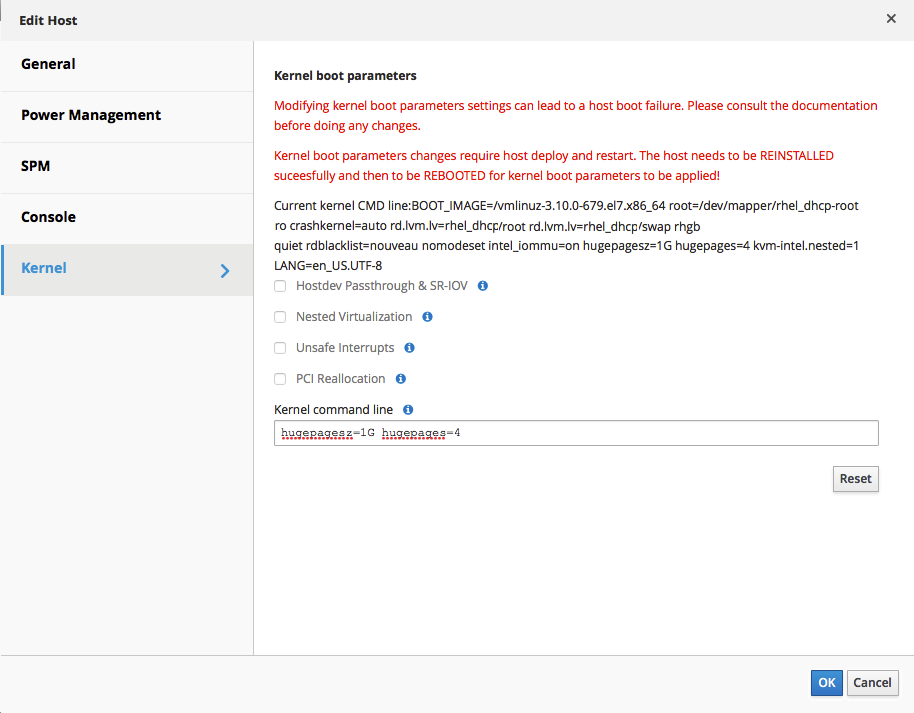 Edit Host
General
Power Management
SPM
Console
Kernel
Kernel boot parameters
Modifying kernel boot parameters settings can lead to a host boot failure. Please consult the documentation
before doing any changes.
Kernel boot parameters changes require host deploy and restart. The host needs to be REINSTALLED
suceesfully and then to be REBOOTED for kernel boot parameters to be applied!
Current kernel CMD line:BOOT_IMAGE=/vmlinuz-3.10.0-679.el7.x86_64 root=/dev/mapper/rhel_dhcp-root
ro crashkernel=auto rd.lvm.lv=rhel_dhcp/root rd.lvm.lv=rhel_dhcp/swap rhgb
quiet rdblacklist=nouveau nomodeset intel_iommu=on hugepagesz=1G hugepages=4 kvm-intel.nested=1
LANG=en_US.UTF-8
Hostdev Passthrough & SR-IOV
Nested Virtualization
Unsafe Interrupts
PCI Reallocation
Kernel command line
hugepagesz=1G hugepages=4
Reset
OK Cancel